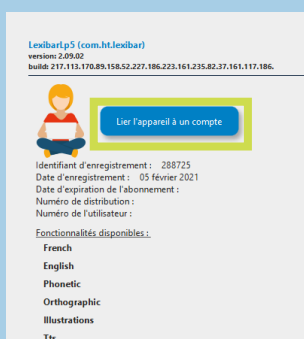 LexibarLp5 (com.ht.lexibar)
version: 2.09.02
build: 217.113.170.89.158.52.227.186.223.161.235.82.37.161.117.186.
Lier l'appareil à un compte
Identifiant d'enregistrement : 288725
Date d'enregistrement : 05 février 2021
Date d'expiration de l'abonnement :
Numéro de distribution :
Numéro de l'utilisateur :
Fonctionnalités disponibles :
French
English
Phonetic
Orthographic
Illustrations
Ttr